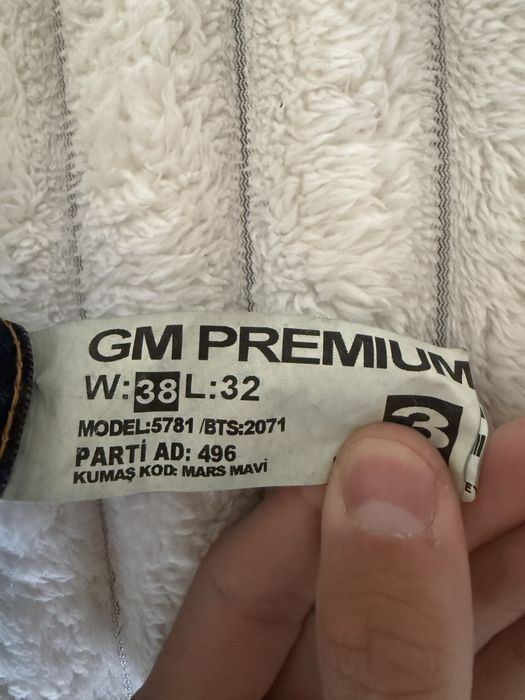 GM PREMIUM
W:38 L:32
MODEL:5781 /BTS:2071
PARTİ AD: 496
KUMAŞ KOD: MARS MAVİ
3